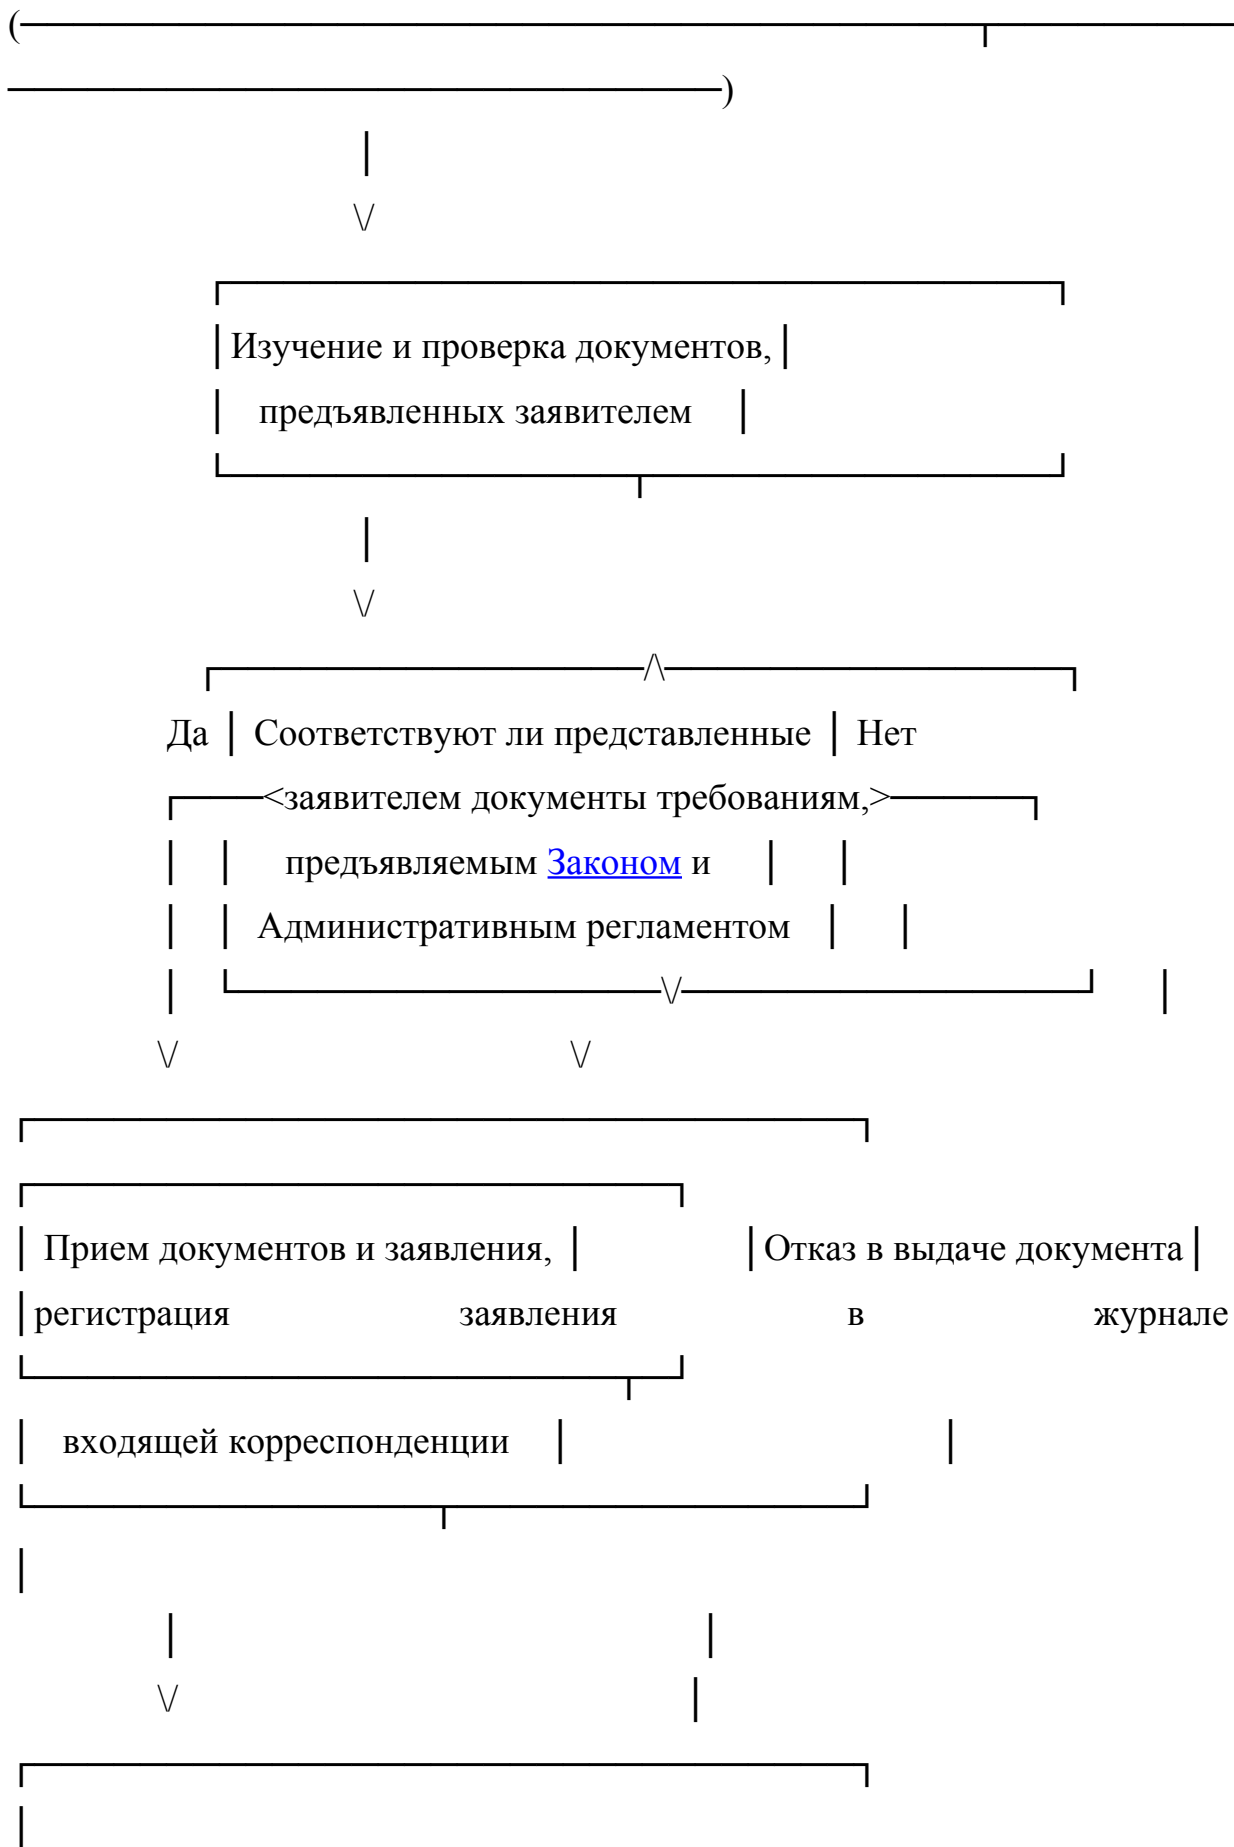 Изучение и проверка документов,
предъявленных заявителем
Да Соответствуют ли представленные Нет
<заявителем документы требованиям,>
предъявляемым Законом и
Административным регламентом
Прием документов и заявления, Отказ в выдаче документа
регистрация заявления в журнале
входящей корреспонденции